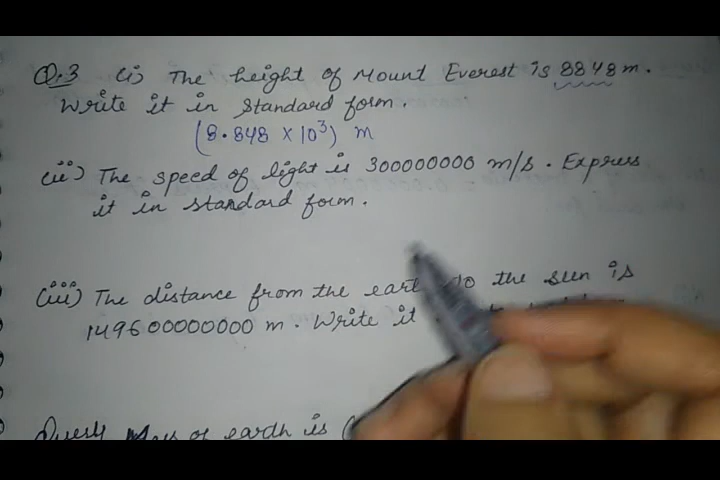 Q.3 (i) The height of Mount Everest is 8848m.
Write it in standard form.
(8.848 × 10³) m
(ii) The speed of light is 300000000 m/s. Express
it in standard form.
(iii) The distance from the earth to the sun is
149600000000 m. Write it
of earth is